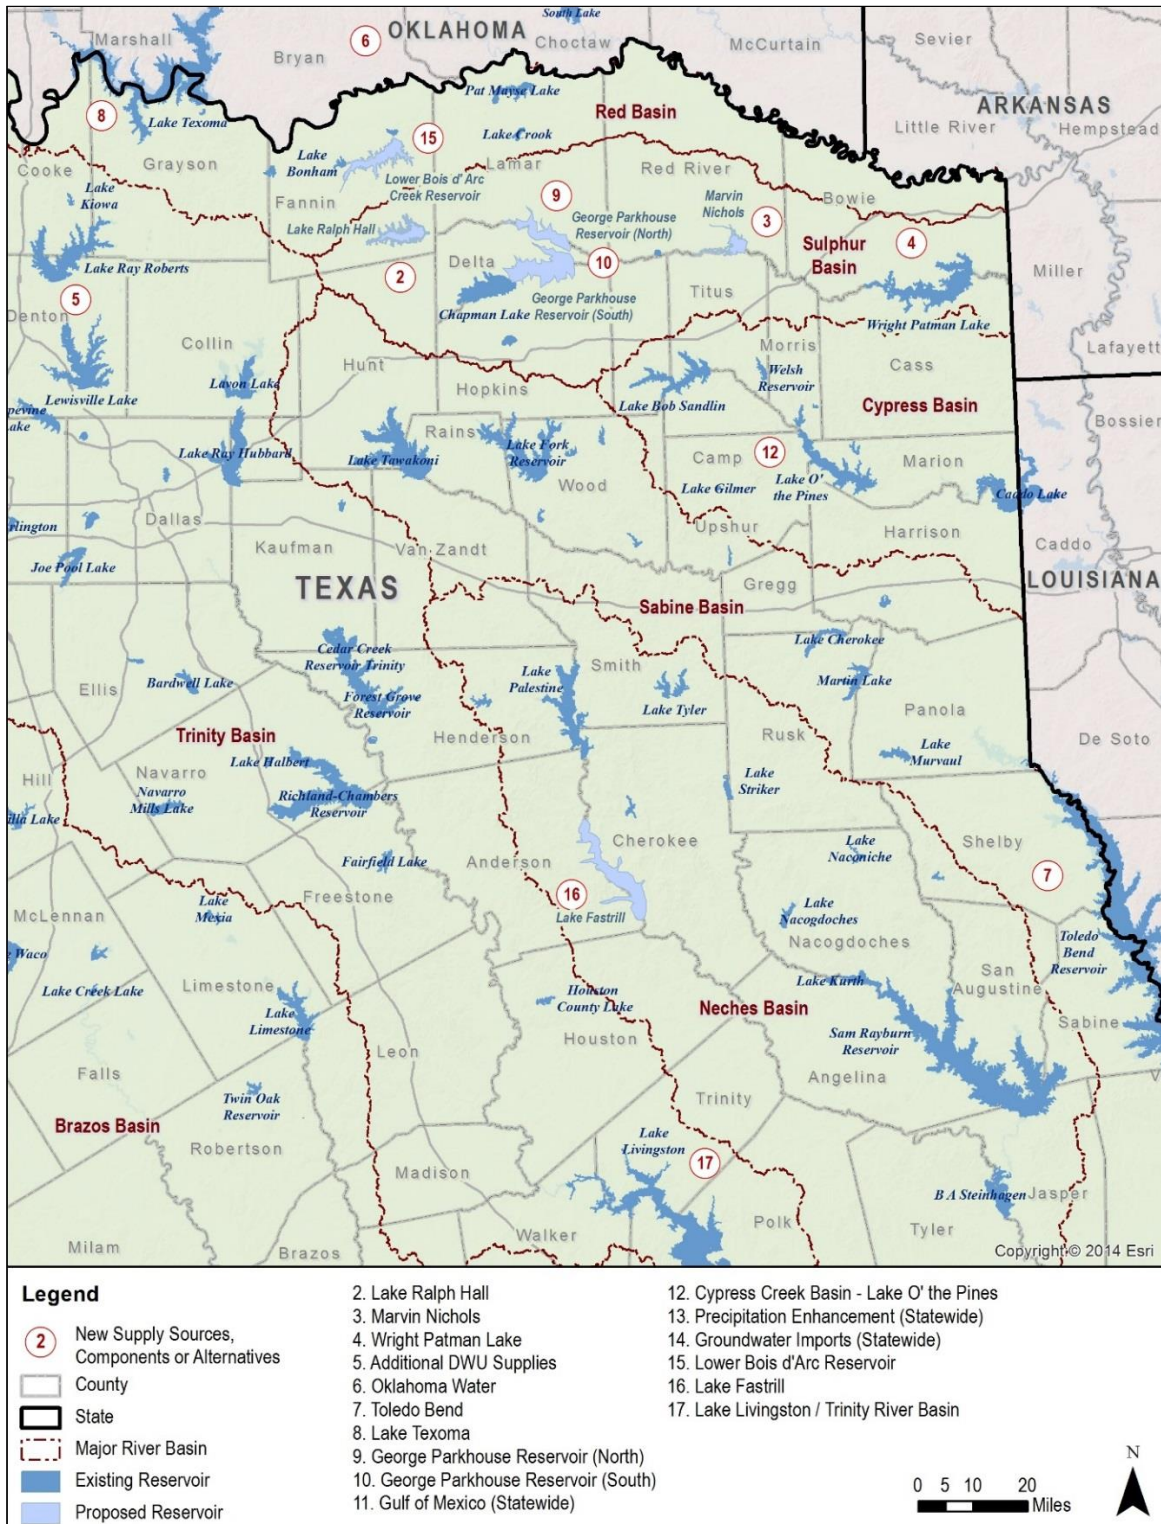 South Lake
OKLAHOMA
6
Marshall
Bryan
Choctaw
McCurtain
Sevier
Pat Mayse Lake
Red Basin
ARKANSAS
8
Lake Texoma
15
Lake Crook
Little River
Hempstead
Cooke
Grayson
Lake
Bonham
Lamar
Red River
Lake
Kiowa
Fannin
Lower Bois d' Arc
Creek Reservoir
9
Marvin
Nichols
3
Bowie
Lake Ralph Hall
George Parkhouse
Reservoir (North)
Sulphur
Basin
4
Lake Ray Roberts
2
Delta
10
Miller
5
Denton
Chapman Lake
George Parkhouse
Reservoir (South)
Titus
Wright Patman Lake
Collin
Hunt
Morris
Lafayett
Lavon Lake
Hopkins
Welsh
Reservoir
Cass
Lewisville Lake
Lake Bob Sandlin
Cypress Basin
pevine
ake
Bossier
Rains
Lake Ray Hubbard
Lake Tawakoni
Lake Fork
Reservoir
Camp
12
Marion
Wood
Lake Gilmer
Lake O'
the Pines
Caddo Lake
rlington
Dallas
Upshur
Harrison
Kaufman
Van Zandt
Caddo
Joe Pool Lake
TEXAS
Gregg
LOUISIANA
Sabine Basin
Cedar Creek
Reservoir Trinity
Smith
Lake Cherokee
Ellis
Bardwell Lake
Lake
Palestine
Martin Lake
Forest Grove
Reservoir
Lake Tyler
Panola
Trinity Basin
Henderson
Rusk
De Soto
Hill
Navarro
Lake Halbert
Lake
Murvaul
Navarro
Mills Lake
Richland-Chambers
Reservoir
Lake
Striker
illa Lake
Cherokee
Shelby
Fairfield Lake
Anderson
Lake
Naconiche
7
Freestone
16
McLennan
Lake
Mexia
Lake Fastrill
Lake
Nacogdoches
Waco
Nacogdoches
Toledo
Bend
Reservoir
Lake Creek Lake
Limestone
Houston
County Lake
Lake Kurth
San
Augustine
Lake
Limestone
Neches Basin
Sabine
Houston
Sam Rayburn
Reservoir
Leon
Falls
Angelina
V
Twin Oak
Reservoir
Trinity
Brazos Basin
Robertson
Lake
Livingston
17
Madison
B A Steinhagen
Jasper
Polk
Tyler
Walker
Milam
Brazos
Copyright © 2014 Esri
Legend
2
New Supply Sources,
Components or Alternatives
County
State
Major River Basin
Existing Reservoir
Proposed Reservoir
2. Lake Ralph Hall
3. Marvin Nichols
4. Wright Patman Lake
5. Additional DWU Supplies
6. Oklahoma Water
7. Toledo Bend
8. Lake Texoma
9. George Parkhouse Reservoir (North)
10. George Parkhouse Reservoir (South)
11. Gulf of Mexico (Statewide)
12. Cypress Creek Basin - Lake O' the Pines
13. Precipitation Enhancement (Statewide)
14. Groundwater Imports (Statewide)
15. Lower Bois d'Arc Reservoir
16. Lake Fastrill
17. Lake Livingston / Trinity River Basin
0 5 10 20
Miles
N